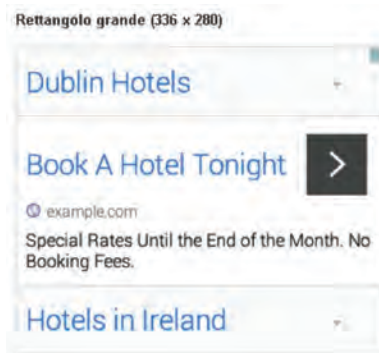 Rettangolo grande (336 x 280)
Dublin Hotels
Book A Hotel Tonight
example.com
Special Rates Until the End of the Month. No
Booking Fees.
Hotels in Ireland